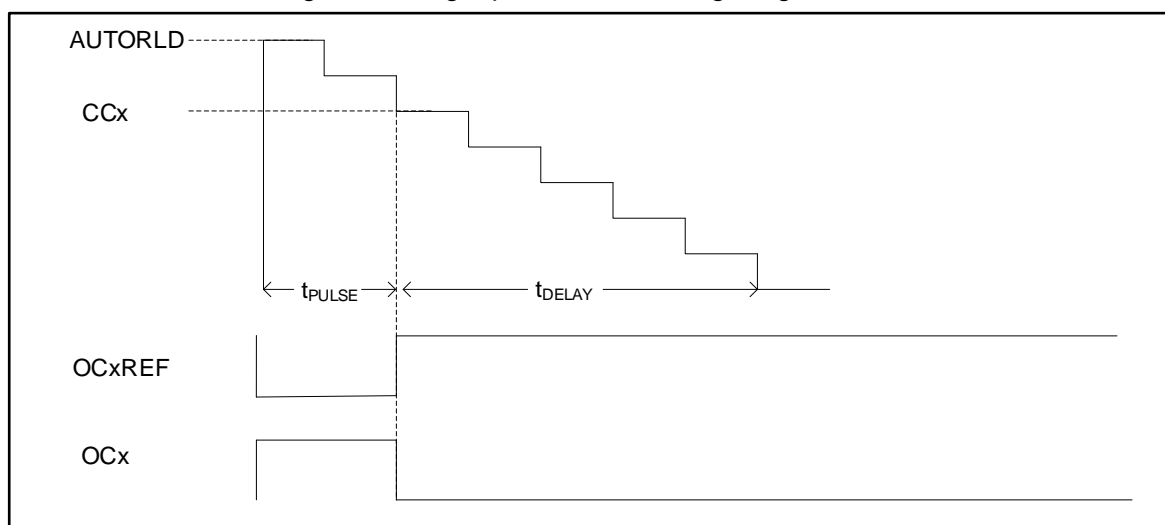 AUTORLD
CCx
tPULSE
tDELAY
OCxREF
OCx